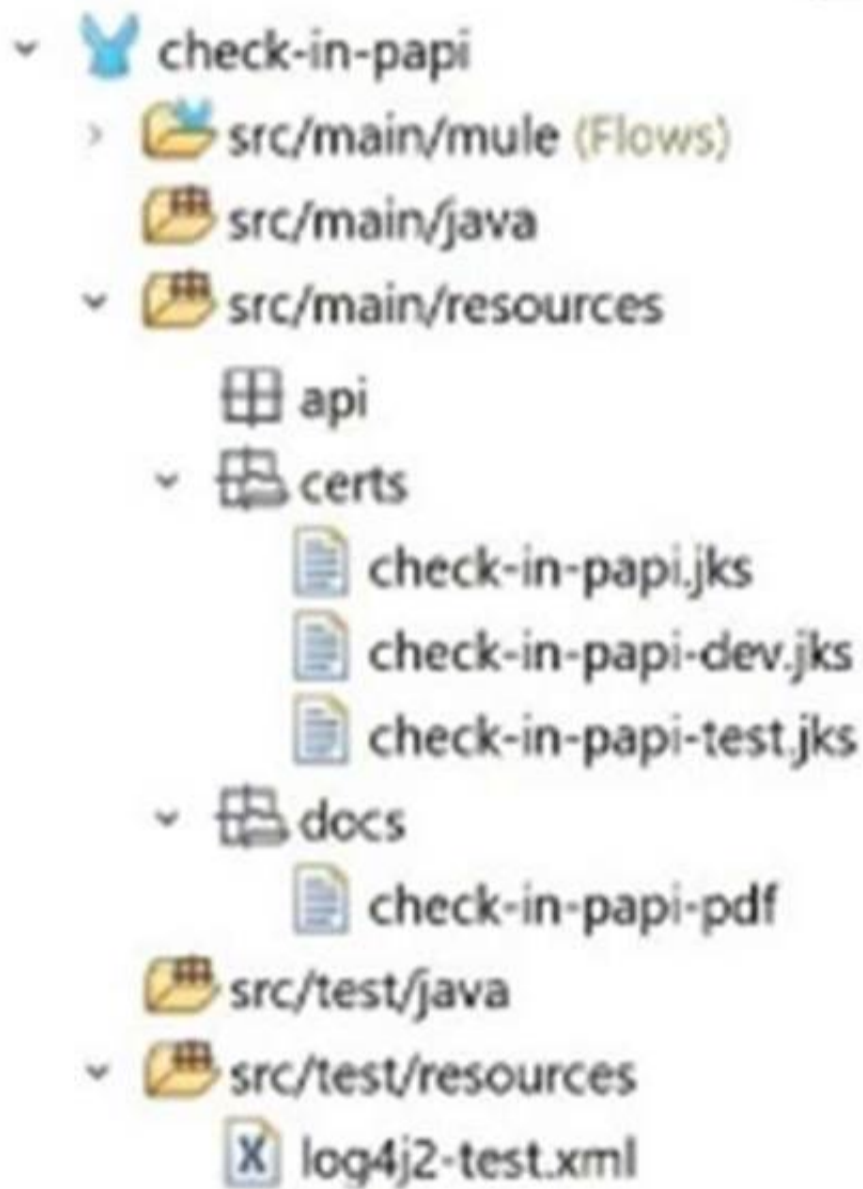 check-in-papi
src/main/mule (Flows)
src/main/java
src/main/resources
api
certs
check-in-papi.jks
check-in-papi-dev.jks
check-in-papi-test.jks
docs
check-in-papi-pdf
src/test/java
src/test/resources
log4j2-test.xml